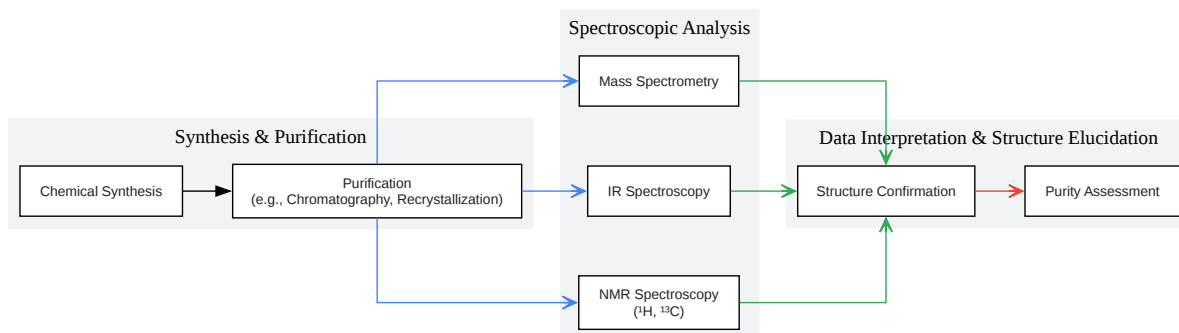 Spectroscopic Analysis
Mass Spectrometry
Synthesis & Purification
Data Interpretation & Structure Elucidation
Chemical Synthesis
Purification
(e.g., Chromatography, Recrystallization)
IR Spectroscopy
Structure Confirmation
Purity Assessment
NMR Spectroscopy
(¹H, ¹³C)